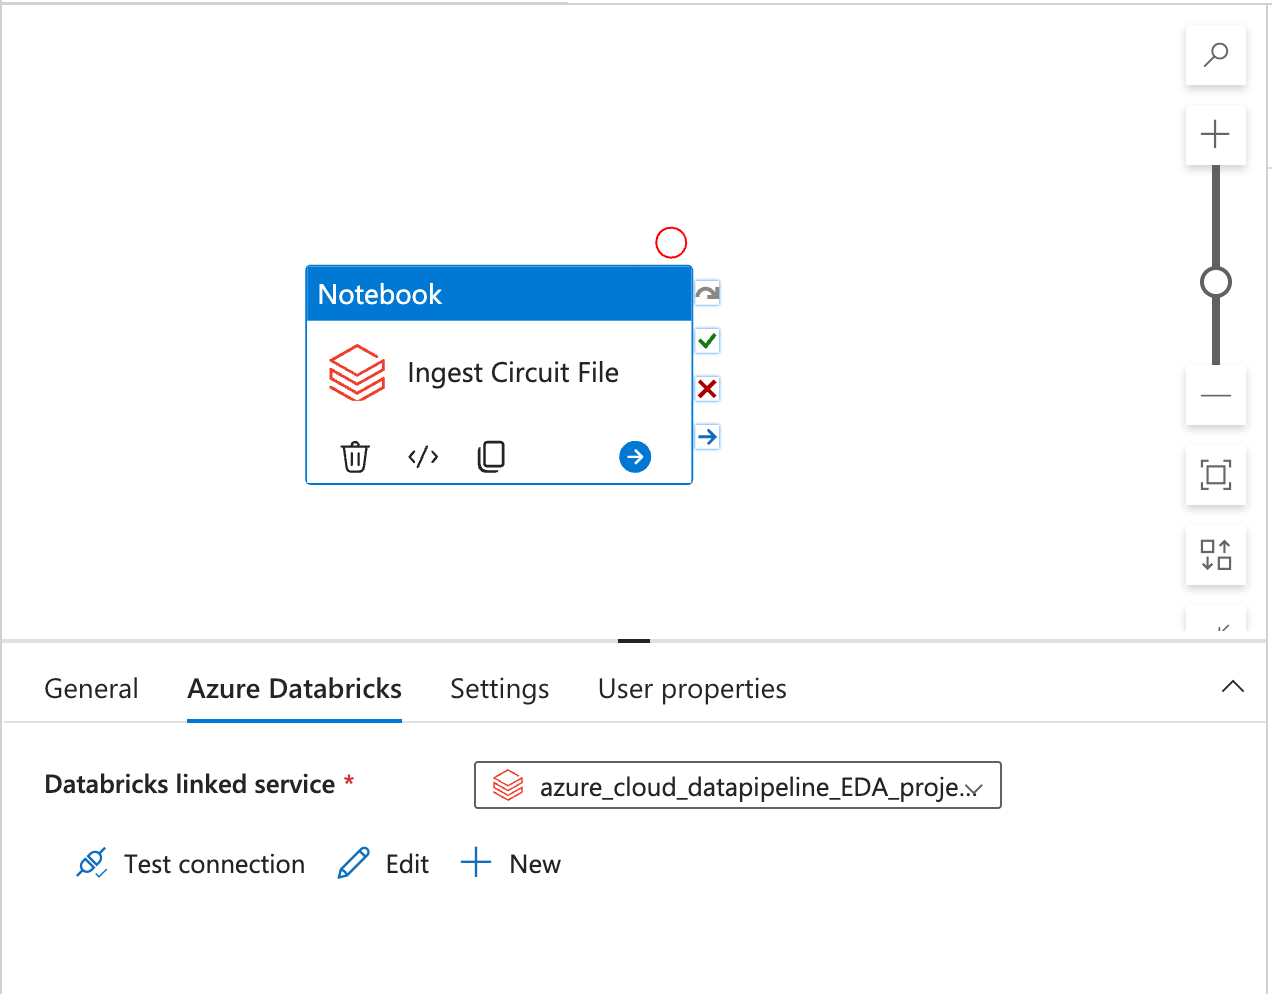 Notebook
Ingest Circuit File
General Azure Databricks Settings User properties
Databricks linked service *
azure_cloud_datapipeline_EDA_proje...
Test connection Edit New